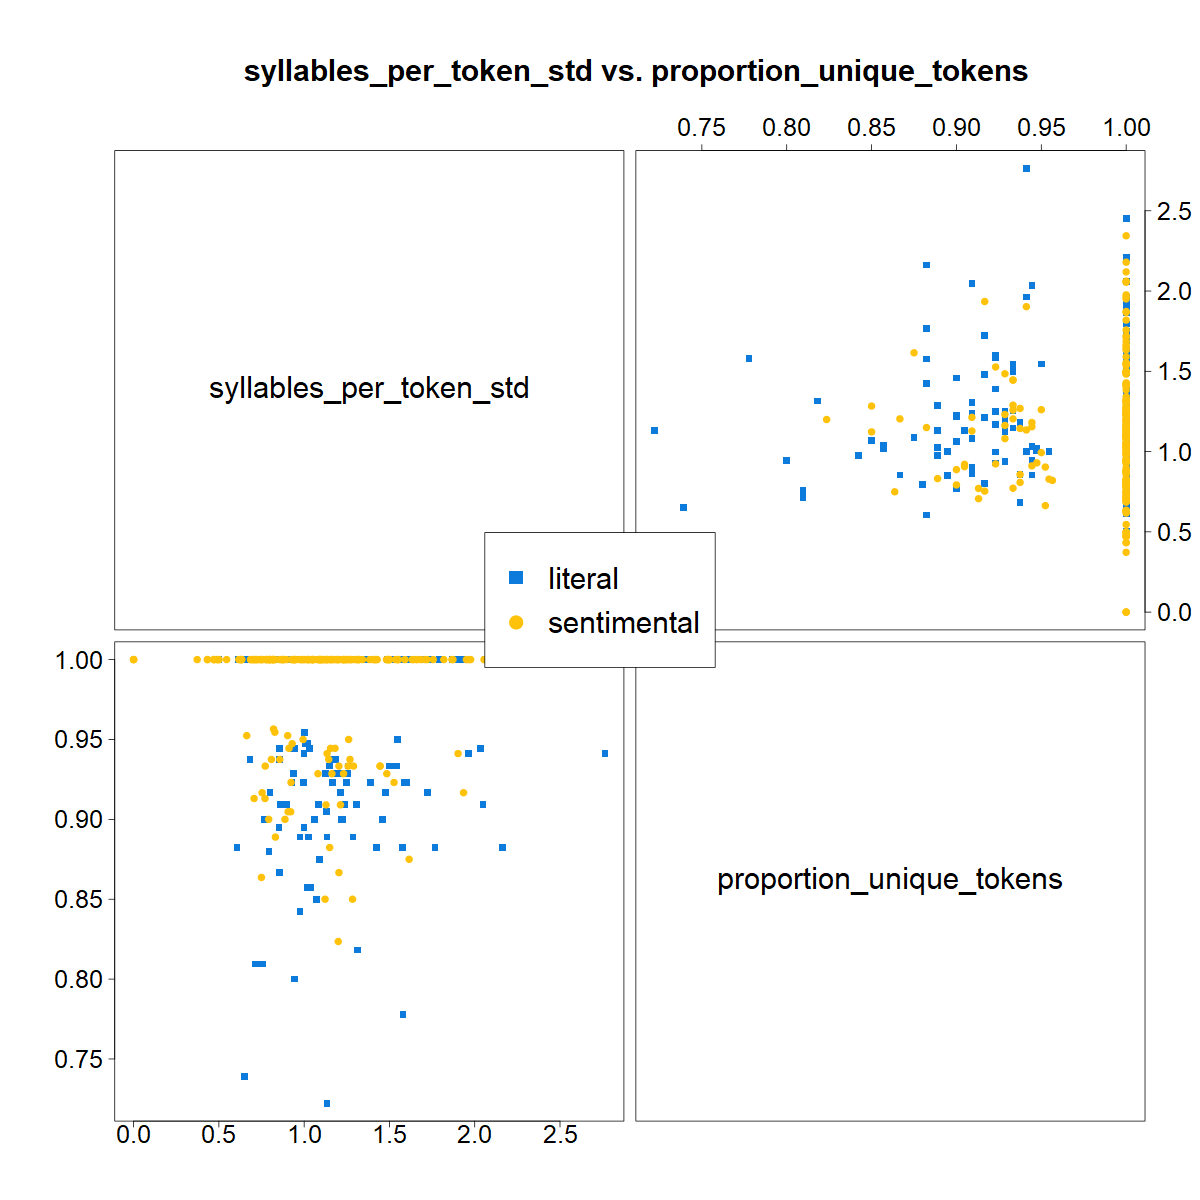 syllables_per_token_std vs. proportion_unique_tokens
0.75 0.80 0.85 0.90 0.95 1.00
syllables_per_token_std
2.5
2.0
1.5
1.0
0.5
0.0
literal
sentimental
1.00
0.95
0.90
0.85
0.80
0.75
proportion_unique_tokens
0.0 0.5 1.0 1.5 2.0 2.5